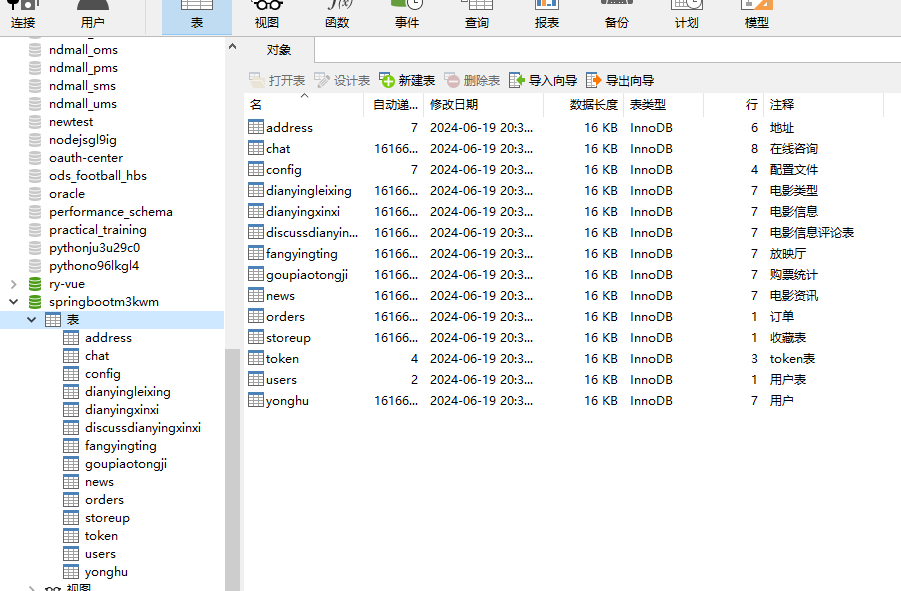 连接 用户 表 视图 函数 事件 查询 报表 备份 计划 模型
ndmall_oms
ndmall_pms
ndmall_sms
ndmall_ums
newtest
nodejsgl9ig
oauth-center
ods_football_hbs
oracle
performance_schema
practical_training
pythonju3u29c0
pythono96lkgl4
ry-vue
springbootm3kwm
表
address
chat
config
dianyingleixing
dianyingxinxi
discussdianyingxinxi
fangyingting
goupiaotongji
news
orders
storeup
token
users
yonghu
视图
对象
打开表 设计表 新建表 删除表 导入向导 导出向导
名 自动递... 修改日期 数据长度 表类型 行 注释
address 7 2024-06-19 20:3... 16 KB InnoDB 6 地址
chat 16166... 2024-06-19 20:3... 16 KB InnoDB 8 在线咨询
config 7 2024-06-19 20:3... 16 KB InnoDB 4 配置文件
dianyingleixing 16166... 2024-06-19 20:3... 16 KB InnoDB 7 电影类型
dianyingxinxi 16166... 2024-06-19 20:3... 16 KB InnoDB 7 电影信息
discussdianyin... 16166... 2024-06-19 20:3... 16 KB InnoDB 7 电影信息评论表
fangyingting 16166... 2024-06-19 20:3... 16 KB InnoDB 7 放映厅
goupiaotongji 16166... 2024-06-19 20:3... 16 KB InnoDB 7 购票统计
news 16166... 2024-06-19 20:3... 16 KB InnoDB 7 电影资讯
orders 16166... 2024-06-19 20:3... 16 KB InnoDB 1 订单
storeup 16166... 2024-06-19 20:3... 16 KB InnoDB 1 收藏表
token 4 2024-06-19 20:3... 16 KB InnoDB 3 token表
users 2 2024-06-19 20:3... 16 KB InnoDB 1 用户表
yonghu 16166... 2024-06-19 20:3... 16 KB InnoDB 7 用户